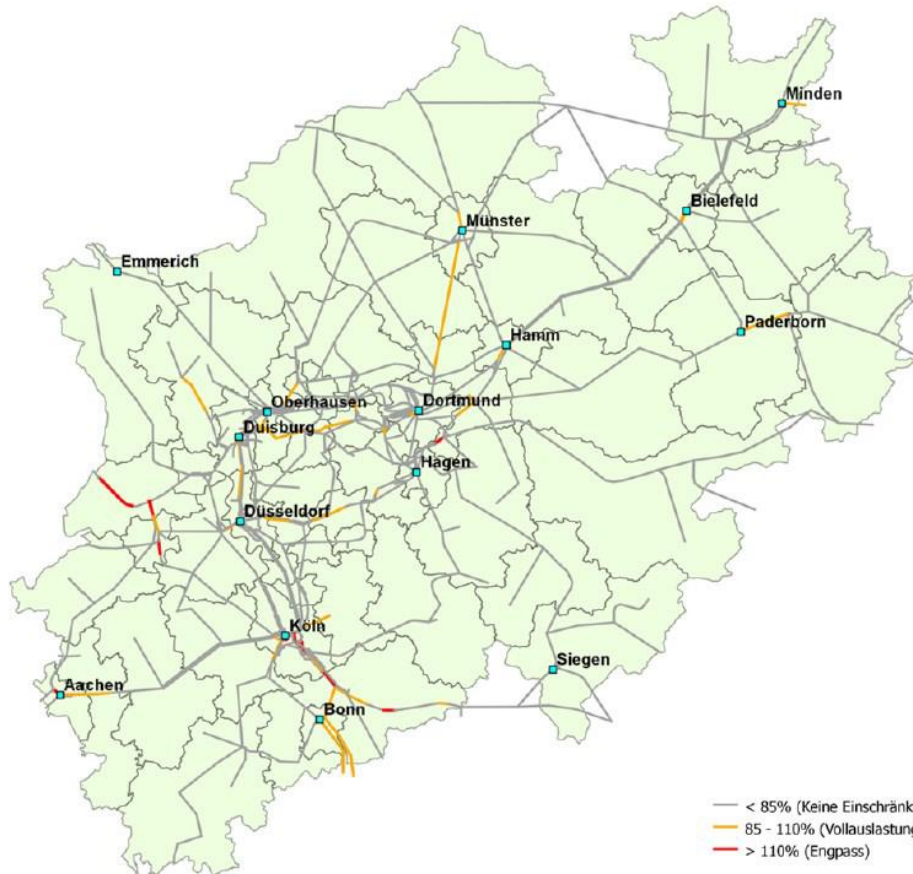 Minden
Bielefeld
Münster
Emmerich
Paderborn
Hamm
Oberhausen
Dortmund
Duisburg
Hagen
Düsseldorf
Köln
Siegen
Aachen
Bonn
< 85% (Keine Einschränk
85 - 110% (Vollauslastung
> 110% (Engpass)